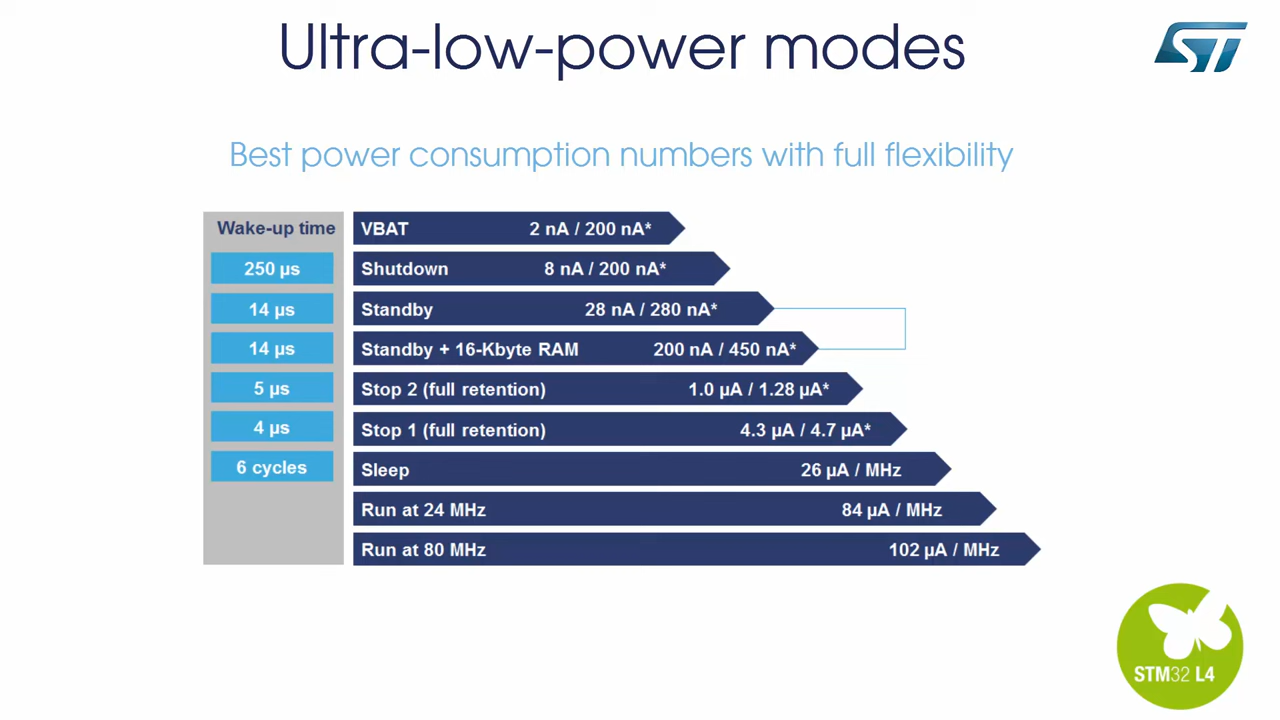 Ultra-low-power modes
ST
Best power consumption numbers with full flexibility
Wake-up time VBAT 2 nA / 200 nA*
250 µs Shutdown 8 nA / 200 nA*
14 µs Standby 28 nA / 280 nA*
14 µs Standby + 16-Kbyte RAM 200 nA / 450 nA*
5 µs Stop 2 (full retention) 1.0 µA / 1.28 µA*
4 µs Stop 1 (full retention) 4.3 µA / 4.7 µA*
6 cycles Sleep 26 µA / MHz
Run at 24 MHz 84 µA / MHz
Run at 80 MHz 102 µA / MHz
STM32 L4